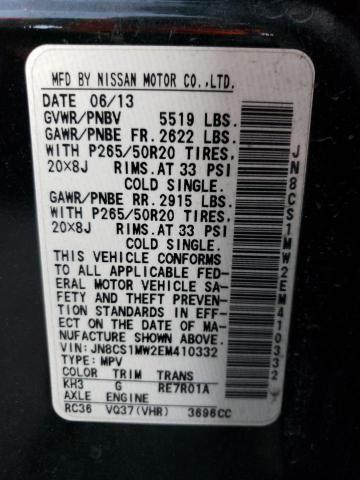 MFD BY NISSAN MOTOR CO.,LTD.
DATE 06/13
GVWR/PNBV 5519 LBS.
GAWR/PNBE FR. 2622 LBS.
WITH P265/50R20 TIRES,
20×8J RIMS.AT 33 PSI
COLD SINGLE.
GAWR/PNBE RR. 2915 LBS.
WITH P265/50R20 TIRES,
20×8J RIMS.AT 33 PSI
COLD SINGLE.
THIS VEHICLE CONFORMS
TO ALL APPLICABLE FED-
ERAL MOTOR VEHICLE SA-
FETY AND THEFT PREVEN-
TION STANDARDS IN EFF-
ECT ON THE DATE OF MA-
NUFACTURE SHOWN ABOVE.
VIN: JN8CS1MW2EM410332
TYPE: MPV
COLOR TRIM TRANS
KH3 G RE7R01A
AXLE ENGINE
RC36 VQ37(VHR) 3696CC
JN8CS1MW2EM410332